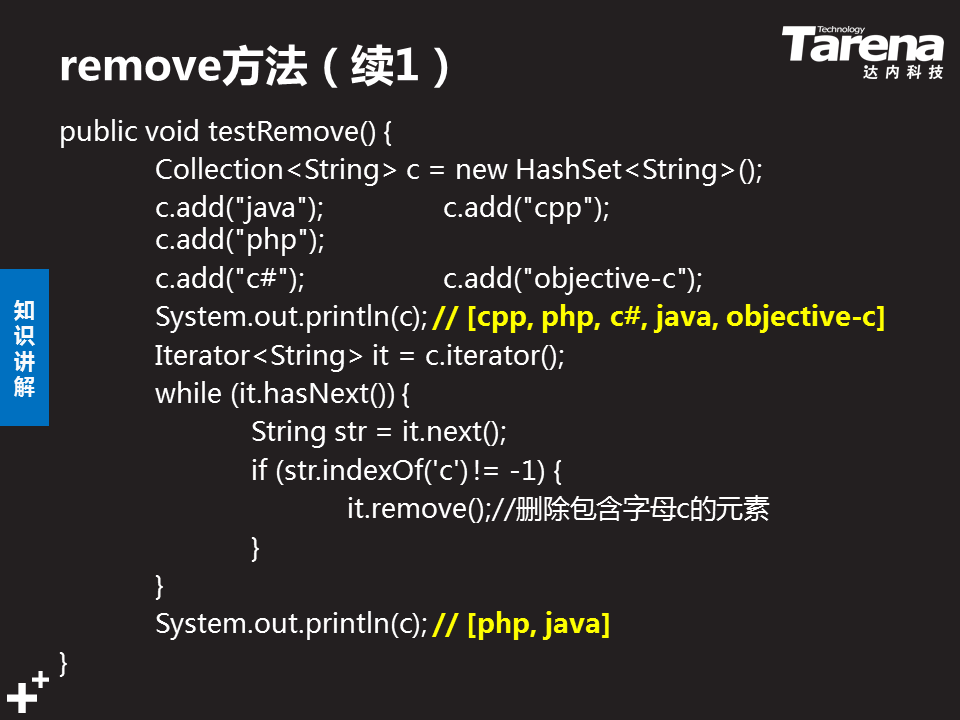 remove方法（续1）
Technology
Tarena
达内科技
public void testRemove() {
Collection<String> c = new HashSet<String>();
c.add("java"); c.add("cpp");
c.add("php");
c.add("c#"); c.add("objective-c");
System.out.println(c); // [cpp, php, c#, java, objective-c]
Iterator<String> it = c.iterator();
while (it.hasNext()) {
String str = it.next();
if (str.indexOf('c') != -1) {
it.remove();//删除包含字母c的元素
}
}
System.out.println(c); // [php, java]
}
知识讲解